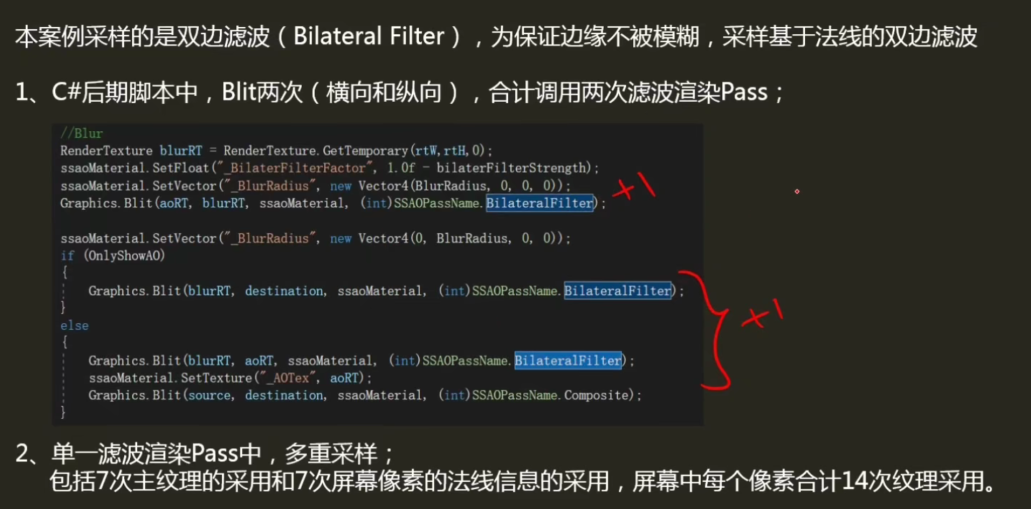 本案例采样的是双边滤波（Bilateral Filter），为保证边缘不被模糊，采样基于法线的双边滤波
1、C#后期脚本中，Blit两次（横向和纵向），合计调用两次滤波渲染Pass；
//Blur
RenderTexture blurRT = RenderTexture.GetTemporary(rtW,rtH,0);
ssaoMaterial.SetFloat("_BilaterFilterFactor", 1.0f - bilaterFilterStrength);
ssaoMaterial.SetVector("_BlurRadius", new Vector4(BlurRadius, 0, 0, 0));
Graphics.Blit(aoRT, blurRT, ssaoMaterial, (int)SSAOPassName.BilateralFilter);
+1
ssaoMaterial.SetVector("_BlurRadius", new Vector4(0, BlurRadius, 0, 0));
if (OnlyShowAO)
{
Graphics.Blit(blurRT, destination, ssaoMaterial, (int)SSAOPassName.BilateralFilter);
}
else
{
Graphics.Blit(blurRT, aoRT, ssaoMaterial, (int)SSAOPassName.BilateralFilter);
ssaoMaterial.SetTexture("_AOTex", aoRT);
Graphics.Blit(source, destination, ssaoMaterial, (int)SSAOPassName.Composite);
}
+1
2、单一滤波渲染Pass中，多重采样；
包括7次主纹理的采用和7次屏幕像素的法线信息的采用，屏幕中每个像素合计14次纹理采用。